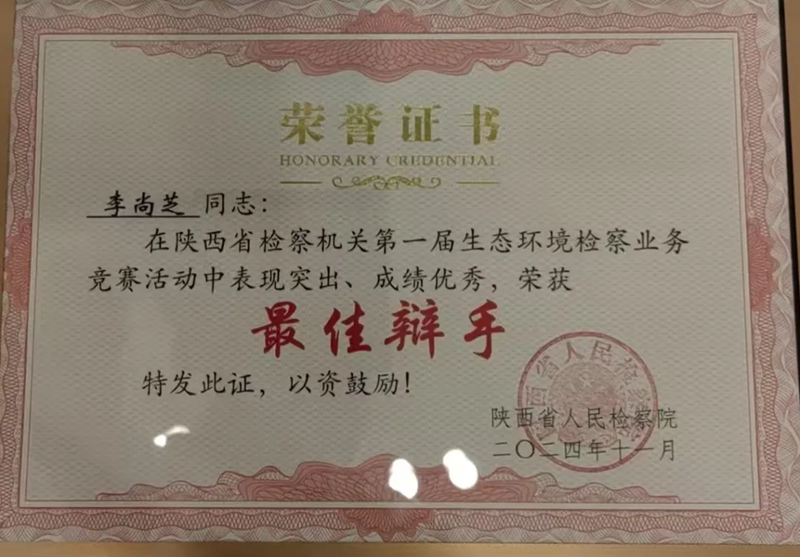 荣誉证书
HONORARY CREDENTIAL
李尚芝 同志：
在陕西省检察机关第一届生态环境检察业务
竞赛活动中表现突出、成绩优秀，荣获
最佳辩手
特发此证，以资鼓励！
陕西省人民检察院
二〇二四年十一月